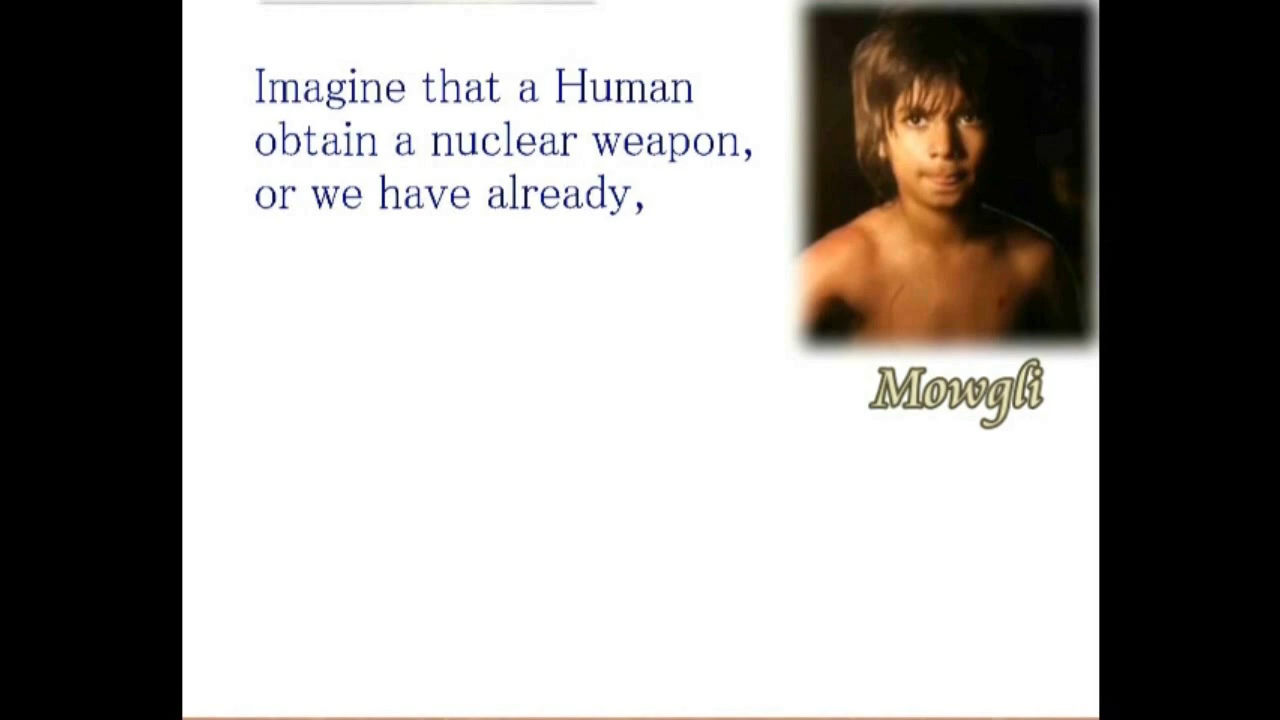 Imagine that a Human
obtain a nuclear weapon,
or we have already,
Mowgli